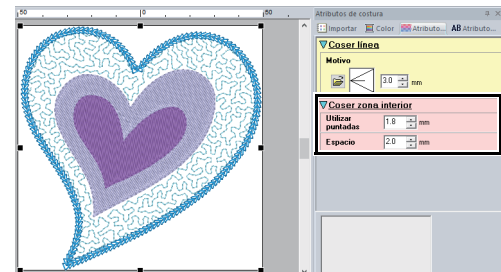 50 0 50
Atributos de costura
Importar Color Atributo... AB Atributo...
Coser línea
Motivo
3.0 mm
Coser zona interior
Utilizar puntadas 1.8 mm
Espacio 2.0 mm